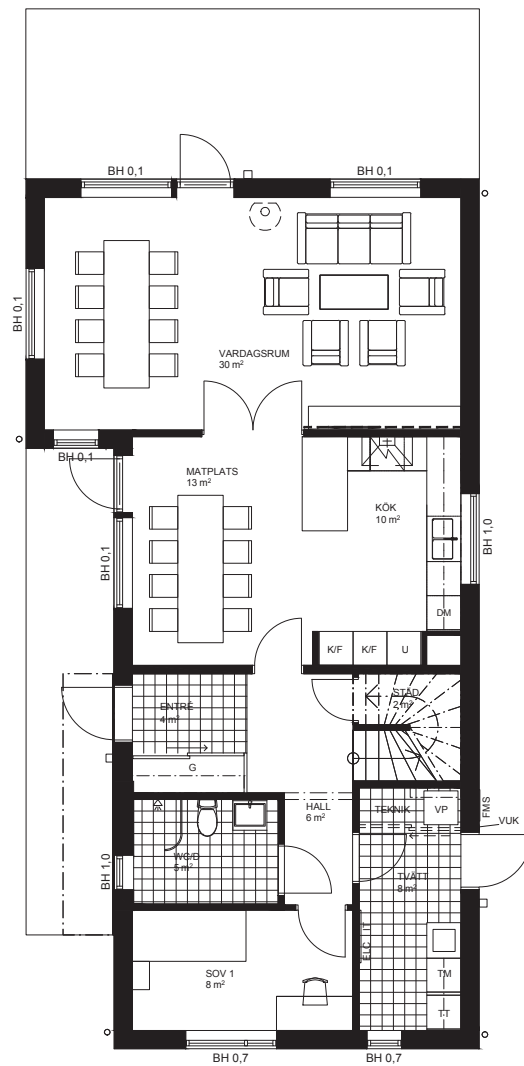 BH 0,1
BH 0,1
BH 0,1
VARDAGSRUM
30 m²
BH 0,1
MATPLATS
13 m²
KÖK
10 m²
BH 1,0
BH 0,1
DM
K/F
K/F
U
STÄD
2 m²
ENTRÉ
4 m²
G
HALL
6 m²
TEKNIK
VP
FMS
VUK
WC/D
5 m²
BH 1,0
TVÄTT
8 m²
ELC
IT
SOV 1
8 m²
TM
TT
BH 0,7
BH 0,7